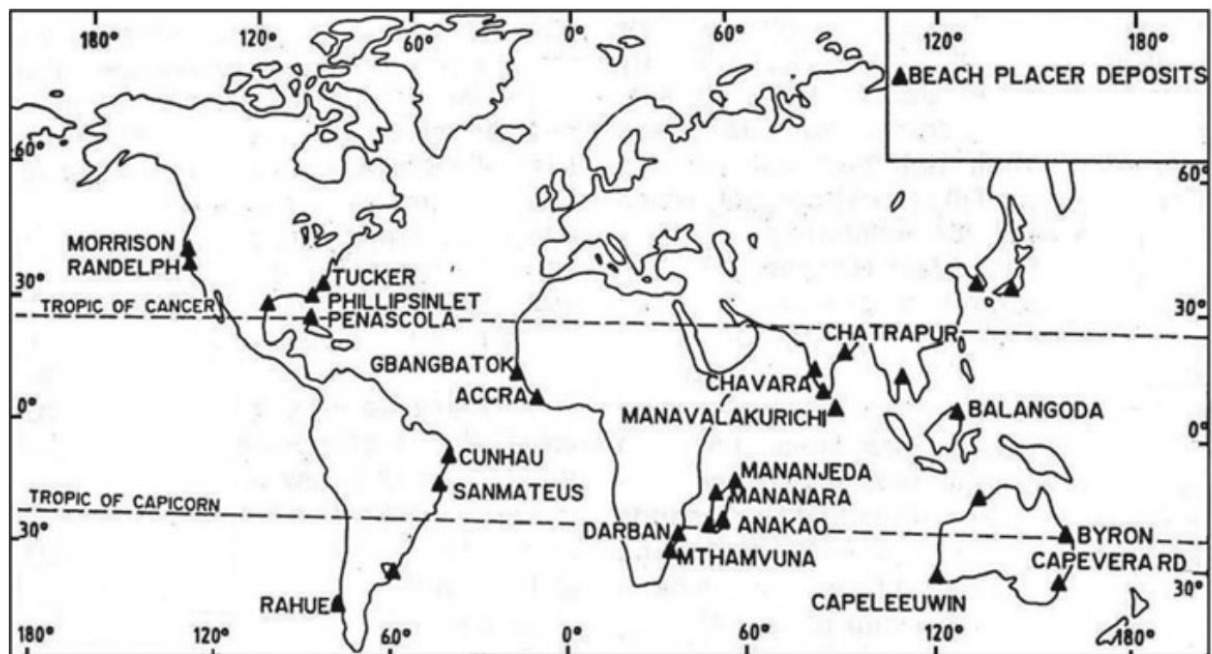 180° 120° 60° 0° 60° 120° 180°
▲BEACH PLACER DEPOSITS
60° 60°
MORRISON
RANDELPH
TUCKER
30° PHILLIPSINLET 30°
TROPIC OF CANCER PENASCOLA
CHATRAPUR
GBANGBATOK
CHAVARA
ACCRA
MANAVALAKURICHI BALANGODA
0° 0°
CUNHAU
MANANJEDA
SANMATEUS MANANARA
TROPIC OF CAPICORN
ANAKAO
30° DARBAN BYRON
MTHAMVUNA CAPEVERARD
30°
RAHUE CAPELEEUWIN
180° 120° 60° 0° 60° 120° 180°